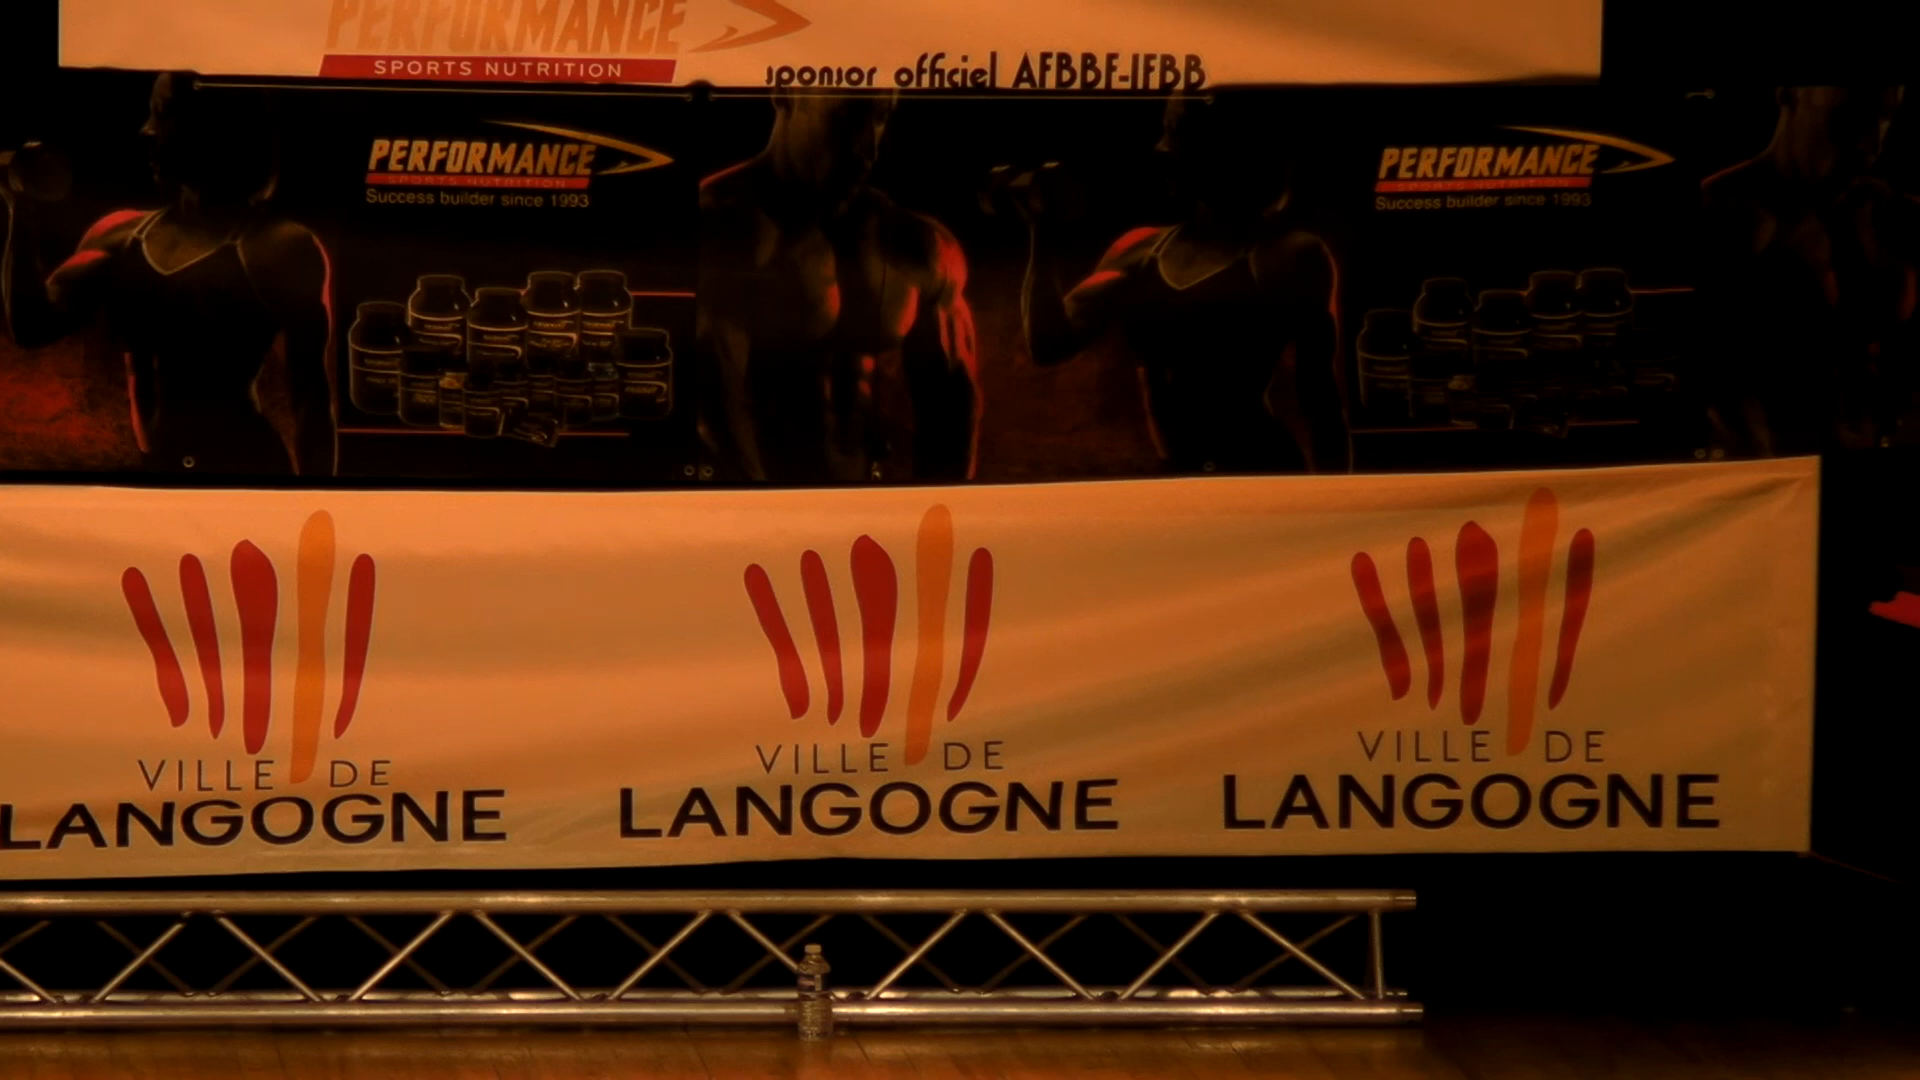 PERFORMANCE
SPORTS NUTRITION
sponsor officiel AFBBF-IFBB
PERFORMANCE
SPORTS NUTRITION
Success builder since 1993
PERFORMANCE
SPORTS NUTRITION
Success builder since 1993
VILLE DE
LANGOGNE
VILLE DE
LANGOGNE
VILLE DE
LANGOGNE